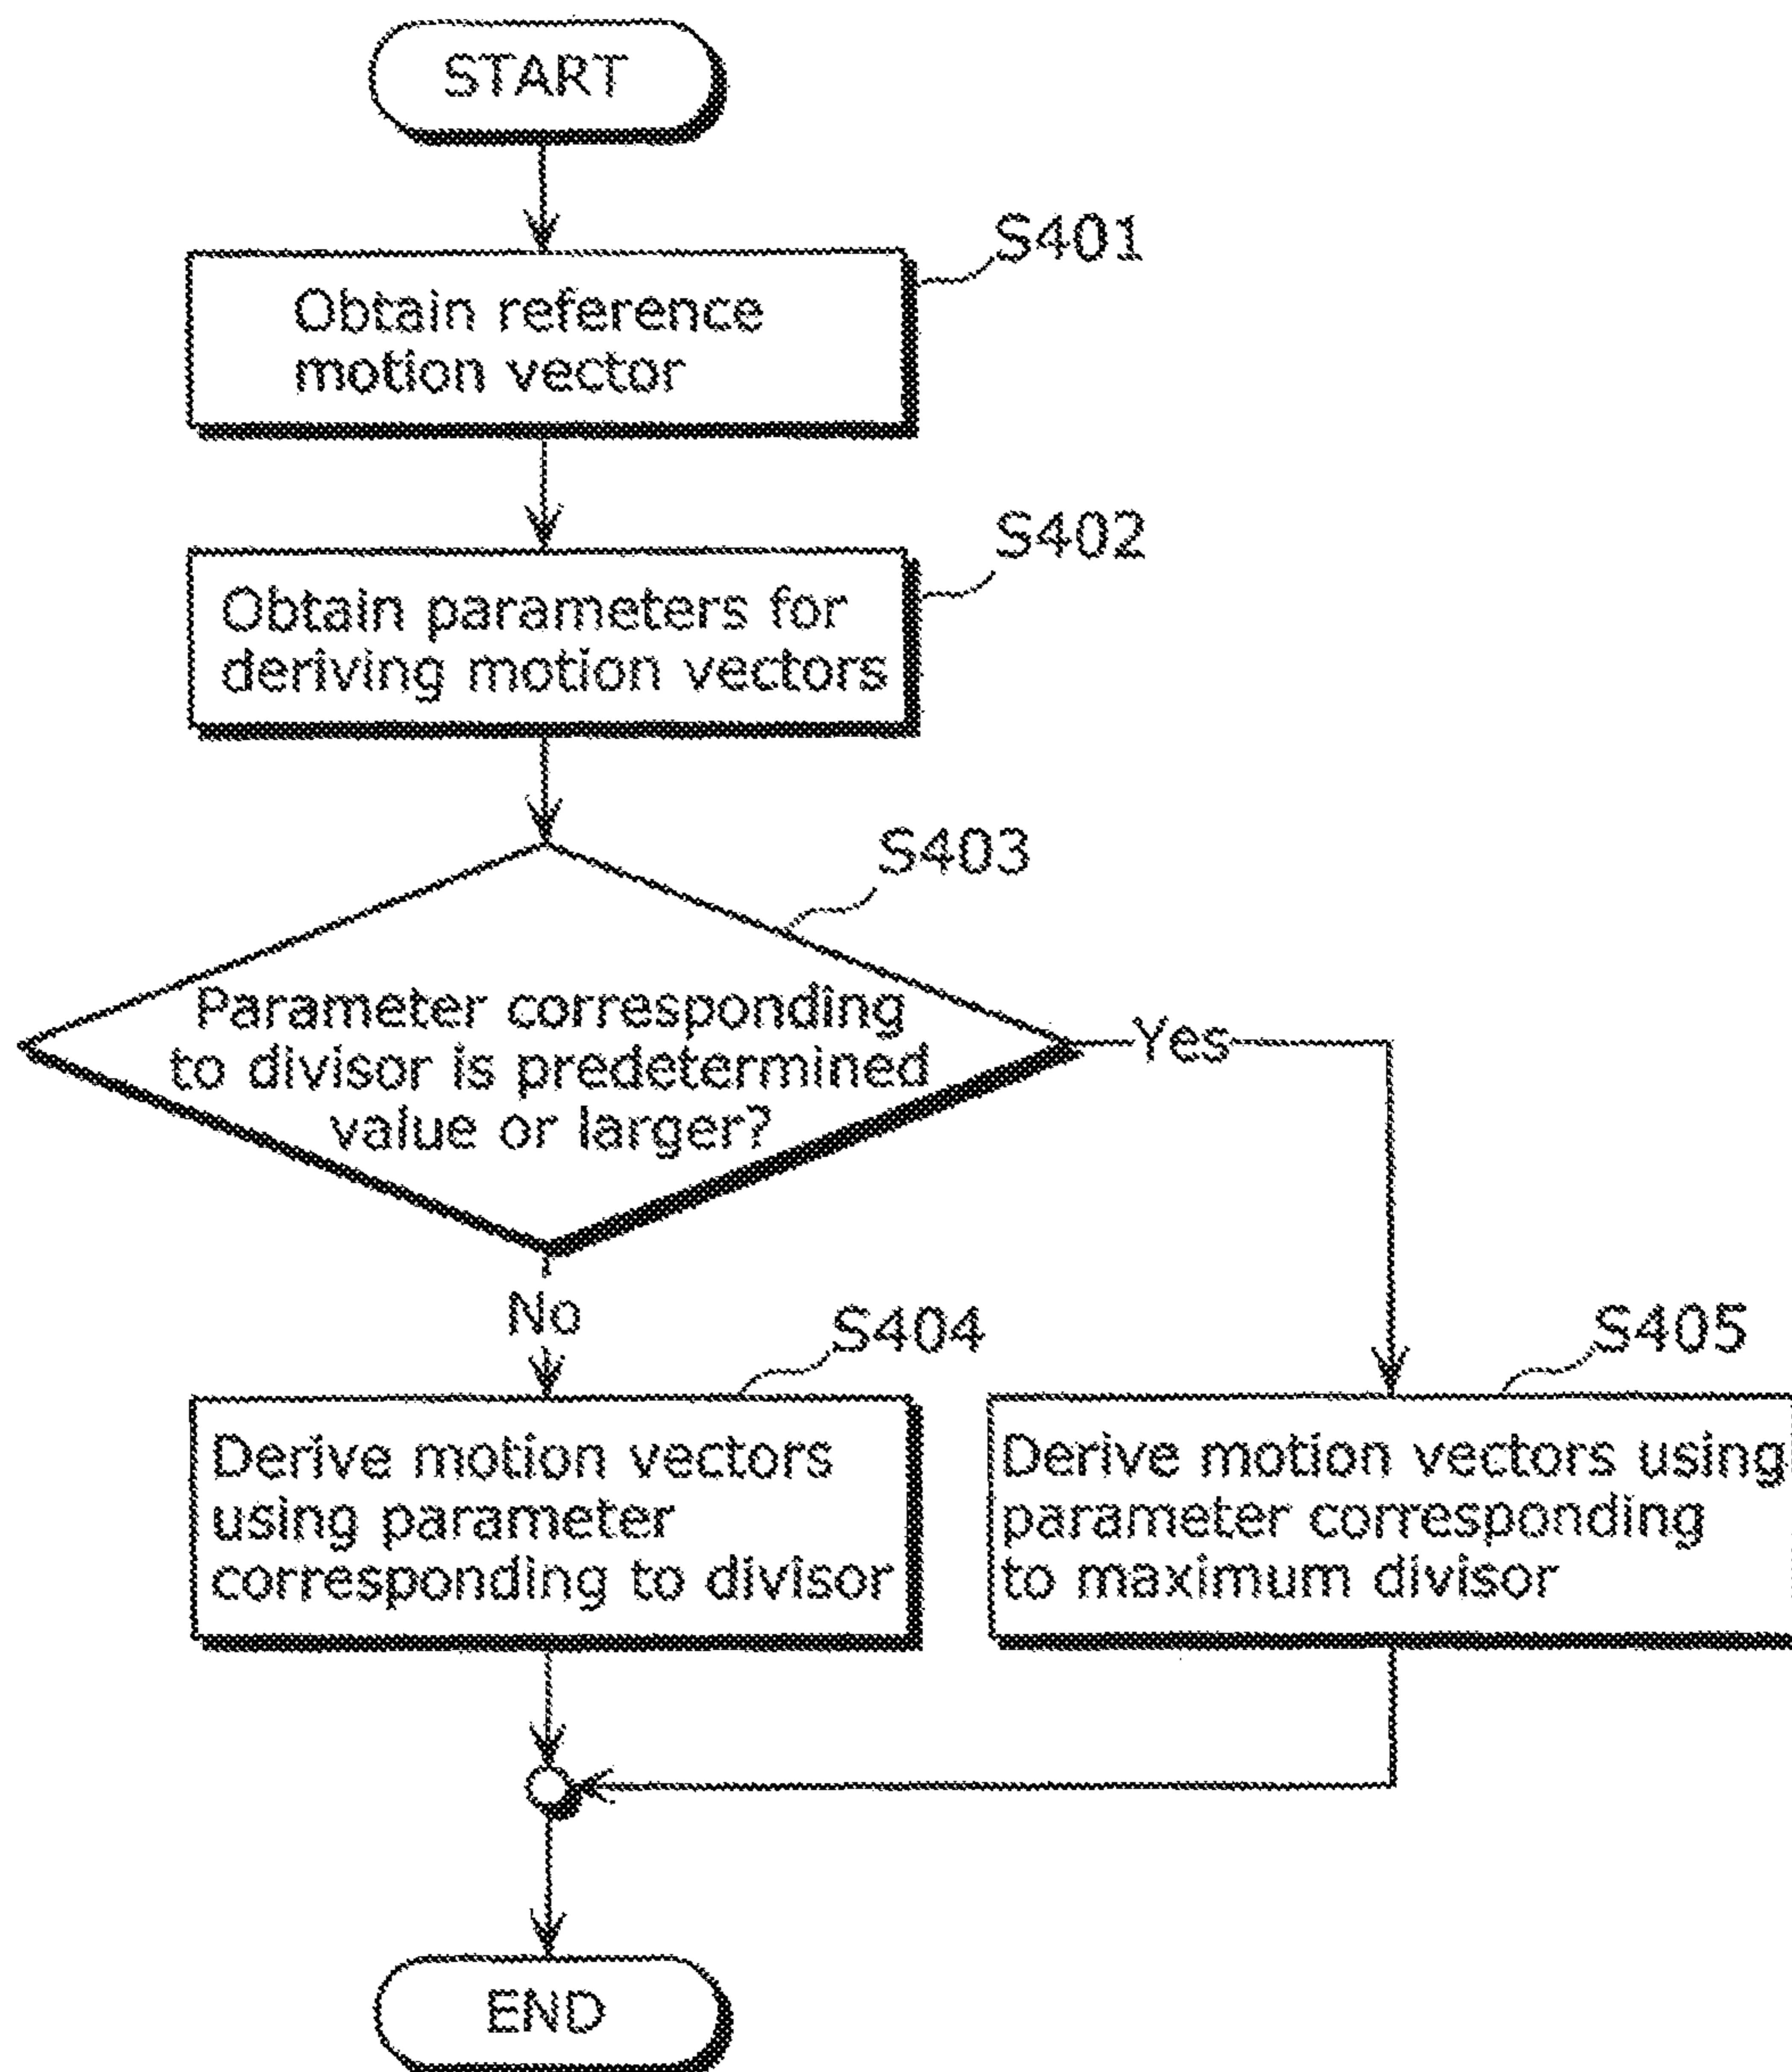 START
S401
Obtain reference
motion vector
S402
Obtain parameters for
deriving motion vectors
S403
Parameter corresponding
to divisor is predetermined
value or larger?
Yes
No
S404
Derive motion vectors
using parameter
corresponding to divisor
S405
Derive motion vectors using
parameter corresponding
to maximum divisor
END